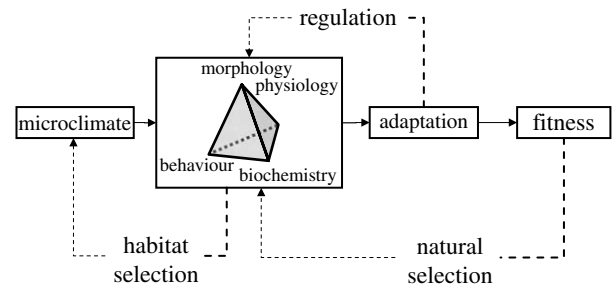 regulation
morphology
physiology
microclimate
adaptation
fitness
behaviour
biochemistry
habitat
selection
natural
selection